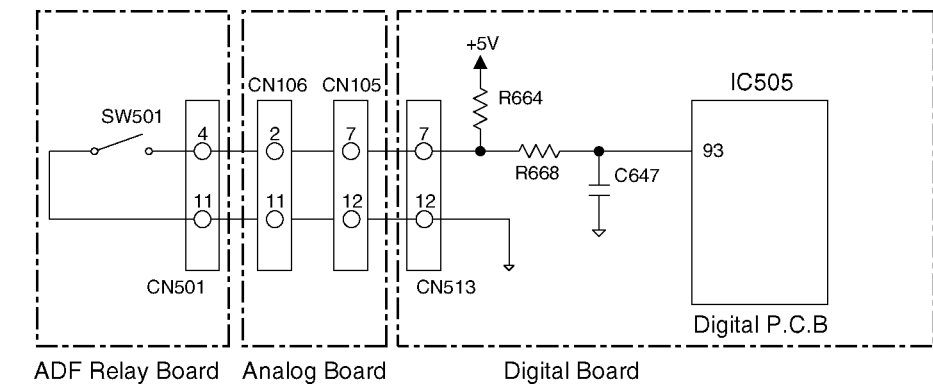 +5V
CN106 CN105
IC505
R664
SW501
4
2
7
7
93
R668
C647
11
11
12
12
CN501
CN513
Digital P.C.B
ADF Relay Board
Analog Board
Digital Board